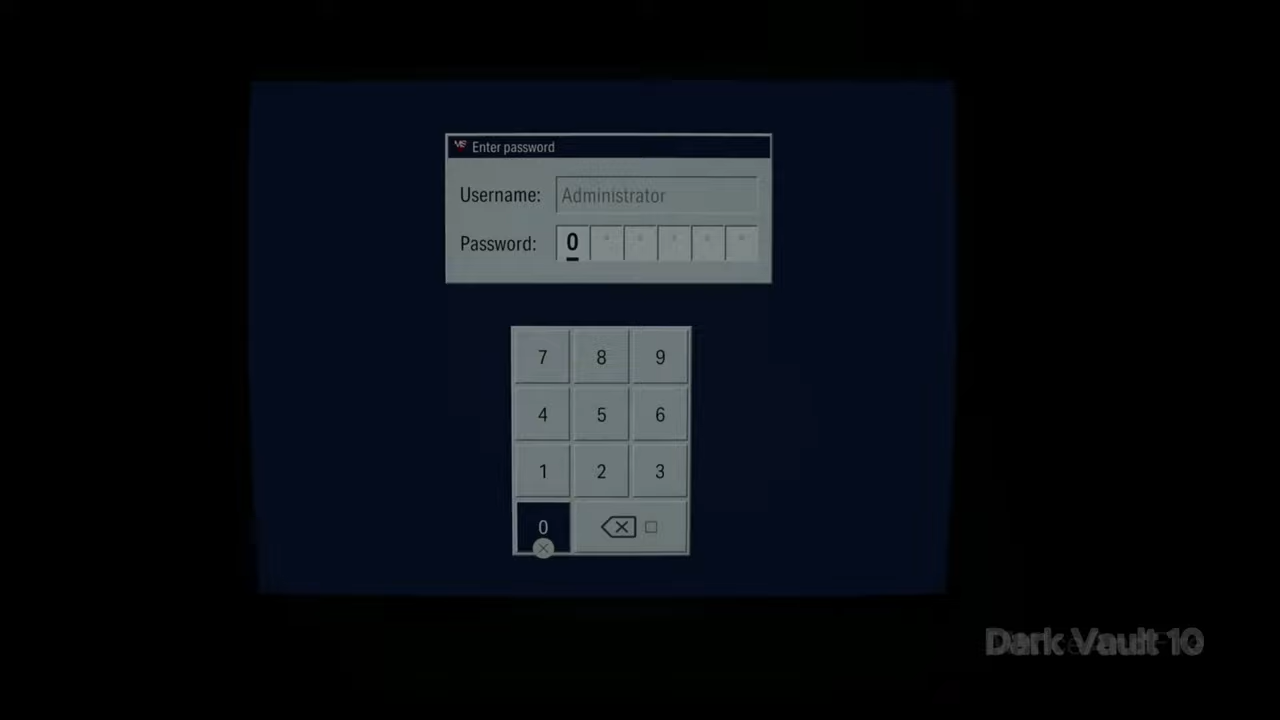 Enter password
Username: Administrator
Password: 0 * * * * *
7 8 9
4 5 6
1 2 3
0
Dark Vault 10